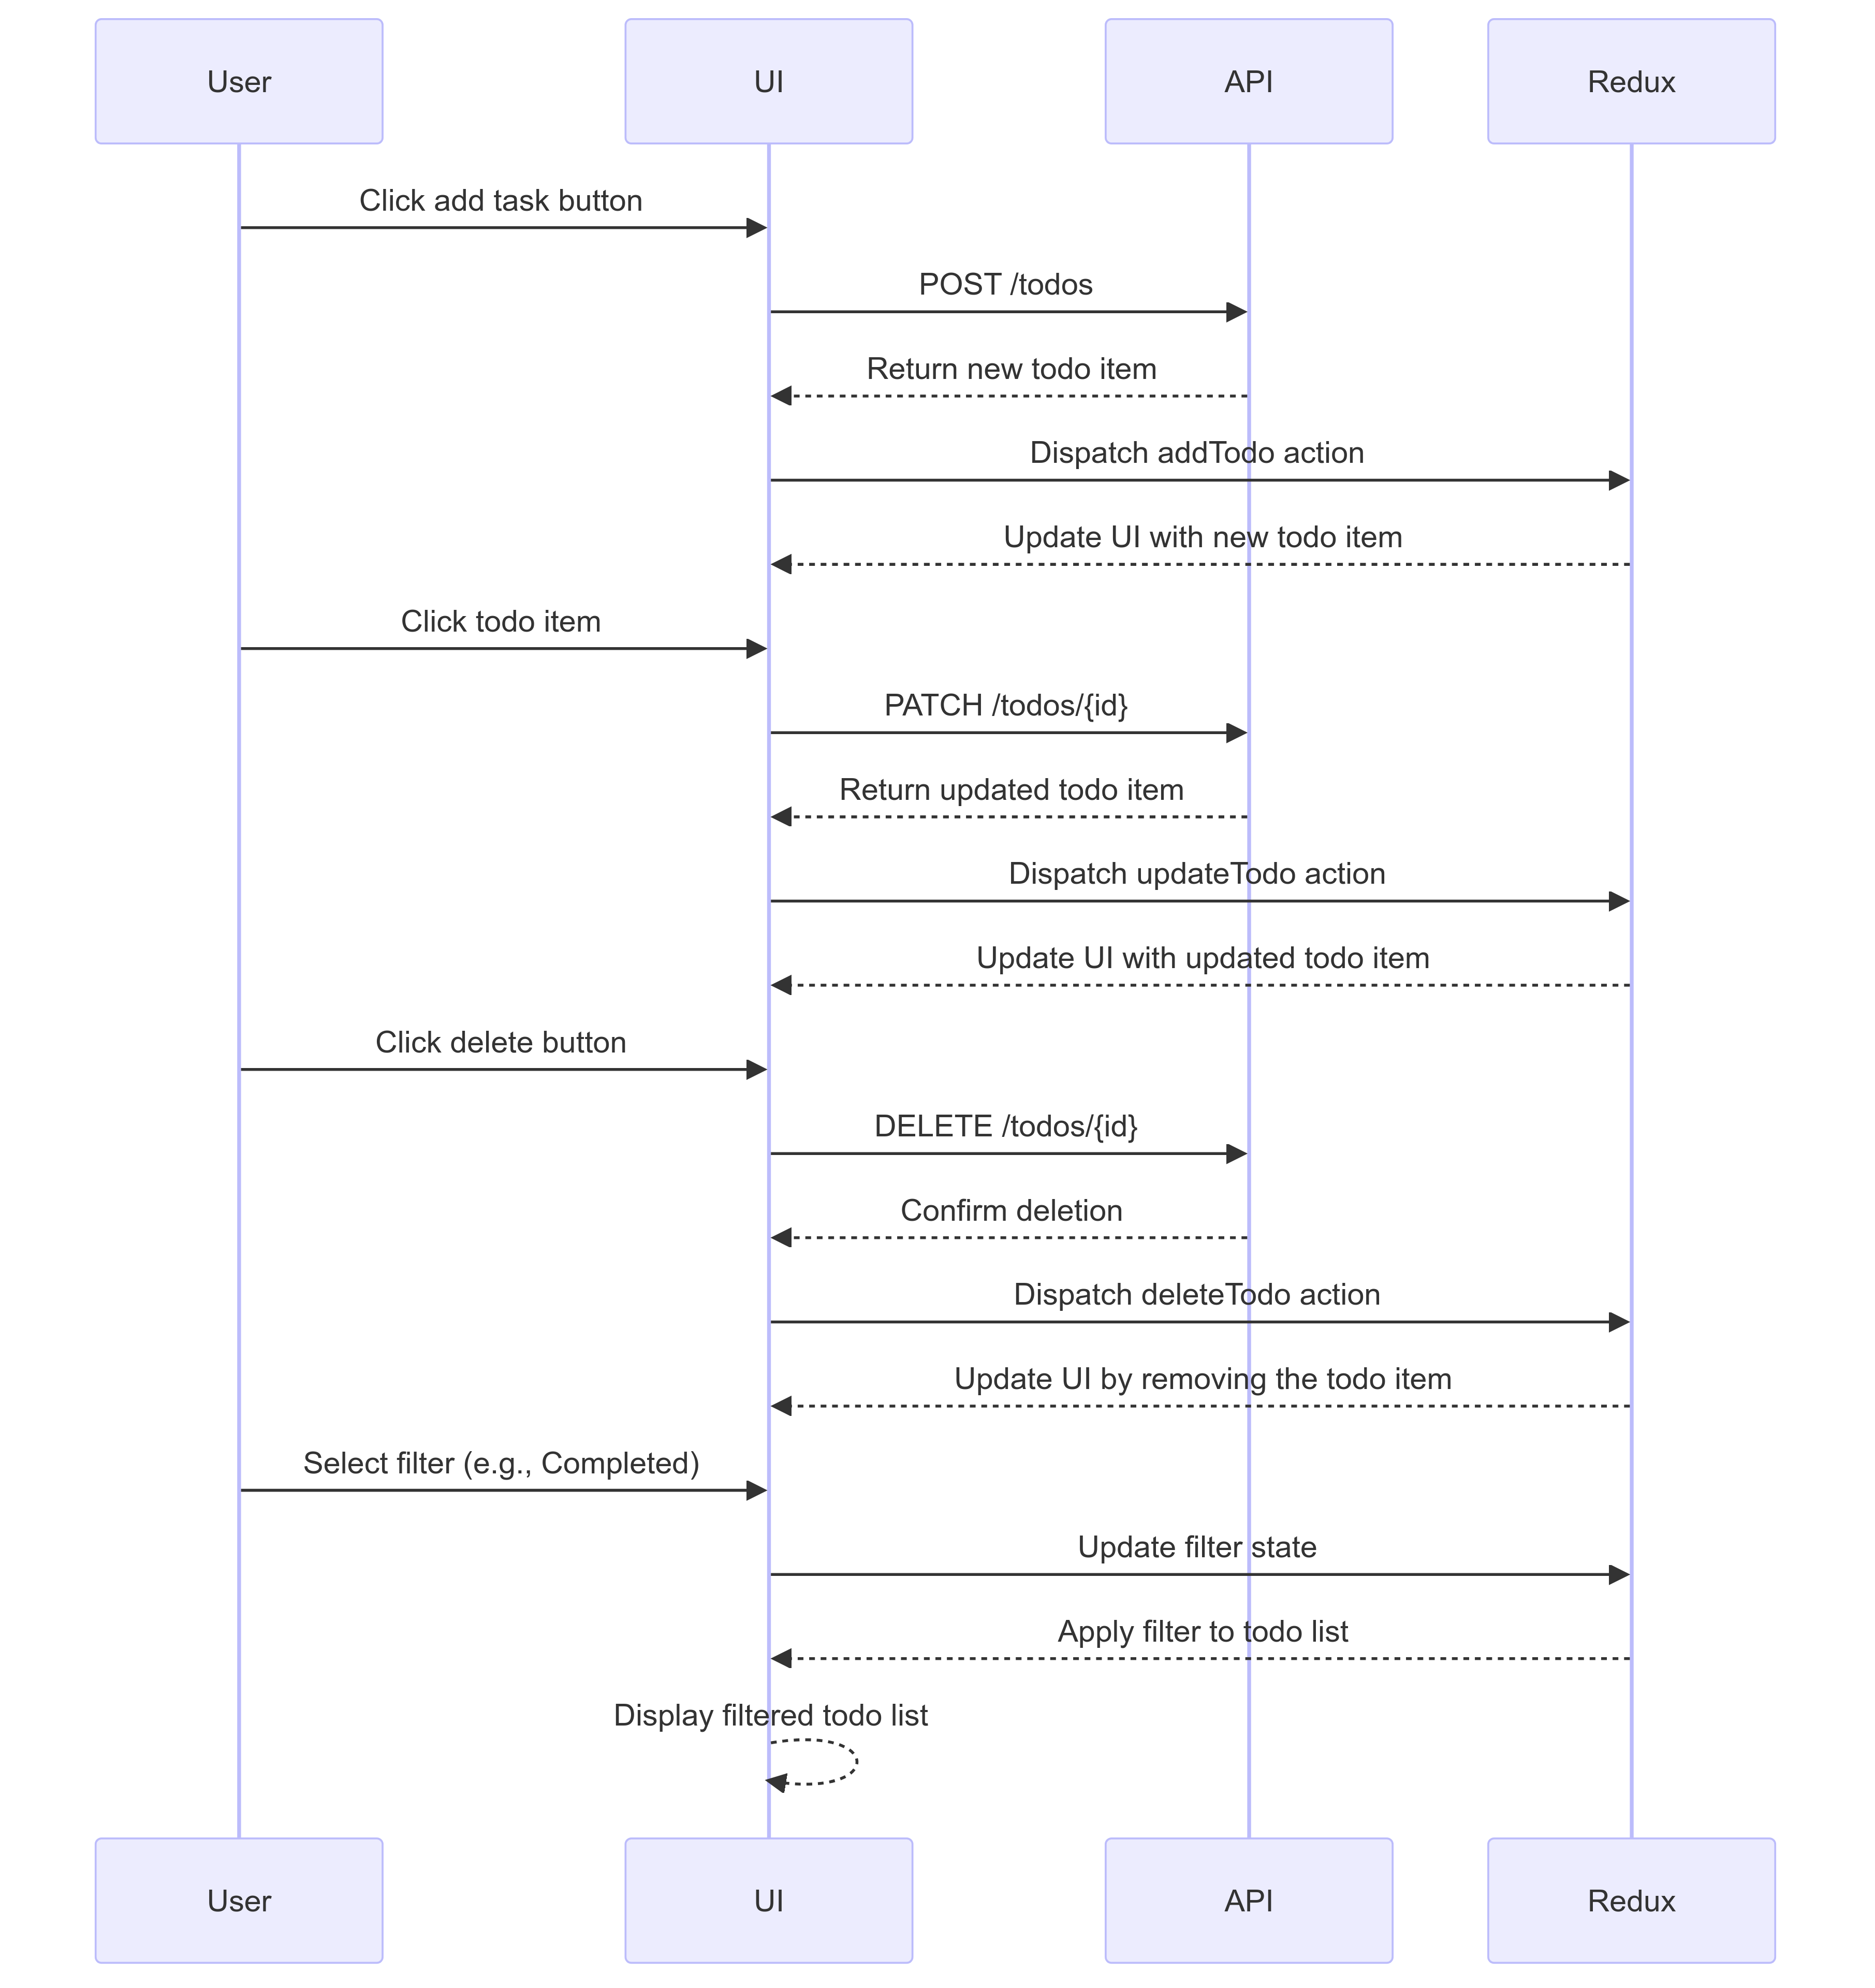 User
UI
API
Redux
Click add task button
POST /todos
Return new todo item
Dispatch addTodo action
Update UI with new todo item
Click todo item
PATCH /todos/{id}
Return updated todo item
Dispatch updateTodo action
Update UI with updated todo item
Click delete button
DELETE /todos/{id}
Confirm deletion
Dispatch deleteTodo action
Update UI by removing the todo item
Select filter (e.g., Completed)
Update filter state
Apply filter to todo list
Display filtered todo list
User
UI
API
Redux